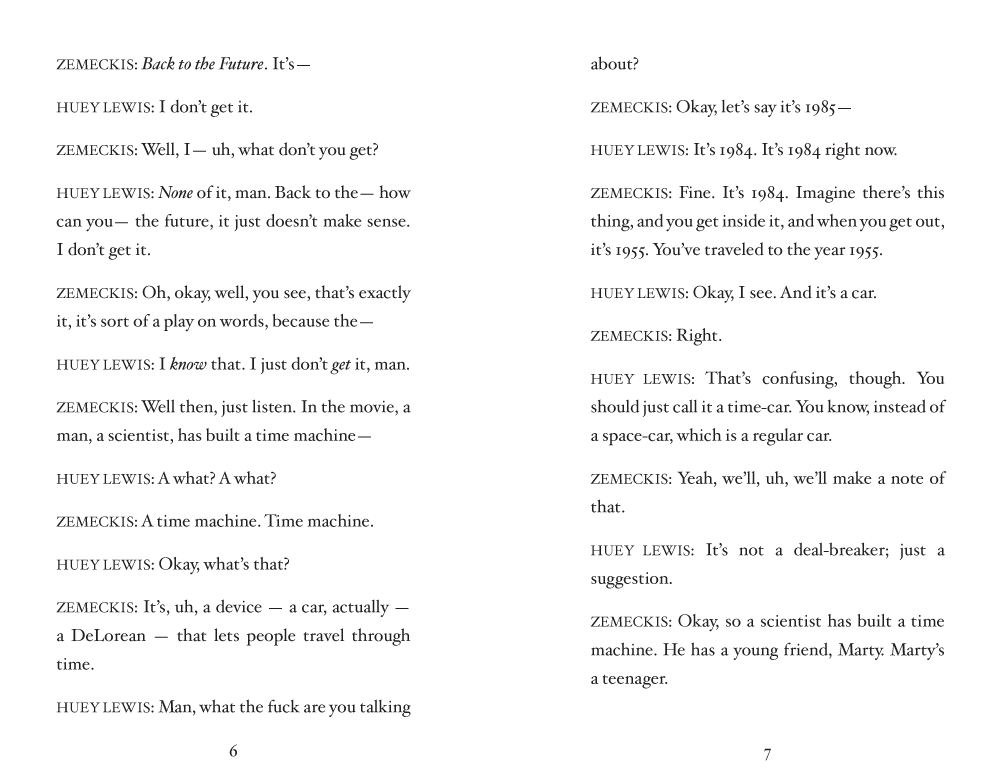 ZEMECKIS: Back to the Future. It's—
HUEY LEWIS: I don't get it.
ZEMECKIS: Well, I— uh, what don't you get?
HUEY LEWIS: None of it, man. Back to the— how
can you— the future, it just doesn't make sense.
I don't get it.
ZEMECKIS: Oh, okay, well, you see, that's exactly
it, it's sort of a play on words, because the—
HUEY LEWIS: I know that. I just don't get it, man.
ZEMECKIS: Well then, just listen. In the movie, a
man, a scientist, has built a time machine—
HUEY LEWIS: A what? A what?
ZEMECKIS: A time machine. Time machine.
HUEY LEWIS: Okay, what's that?
ZEMECKIS: It's, uh, a device — a car, actually —
a DeLorean — that lets people travel through
time.
HUEY LEWIS: Man, what the fuck are you talking
6
about?
ZEMECKIS: Okay, let's say it's 1985—
HUEY LEWIS: It's 1984. It's 1984 right now.
ZEMECKIS: Fine. It's 1984. Imagine there's this
thing, and you get inside it, and when you get out,
it's 1955. You've traveled to the year 1955.
HUEY LEWIS: Okay, I see. And it's a car.
ZEMECKIS: Right.
HUEY LEWIS: That's confusing, though. You
should just call it a time-car. You know, instead of
a space-car, which is a regular car.
ZEMECKIS: Yeah, we'll, uh, we'll make a note of
that.
HUEY LEWIS: It's not a deal-breaker; just a
suggestion.
ZEMECKIS: Okay, so a scientist has built a time
machine. He has a young friend, Marty. Marty's
a teenager.
7